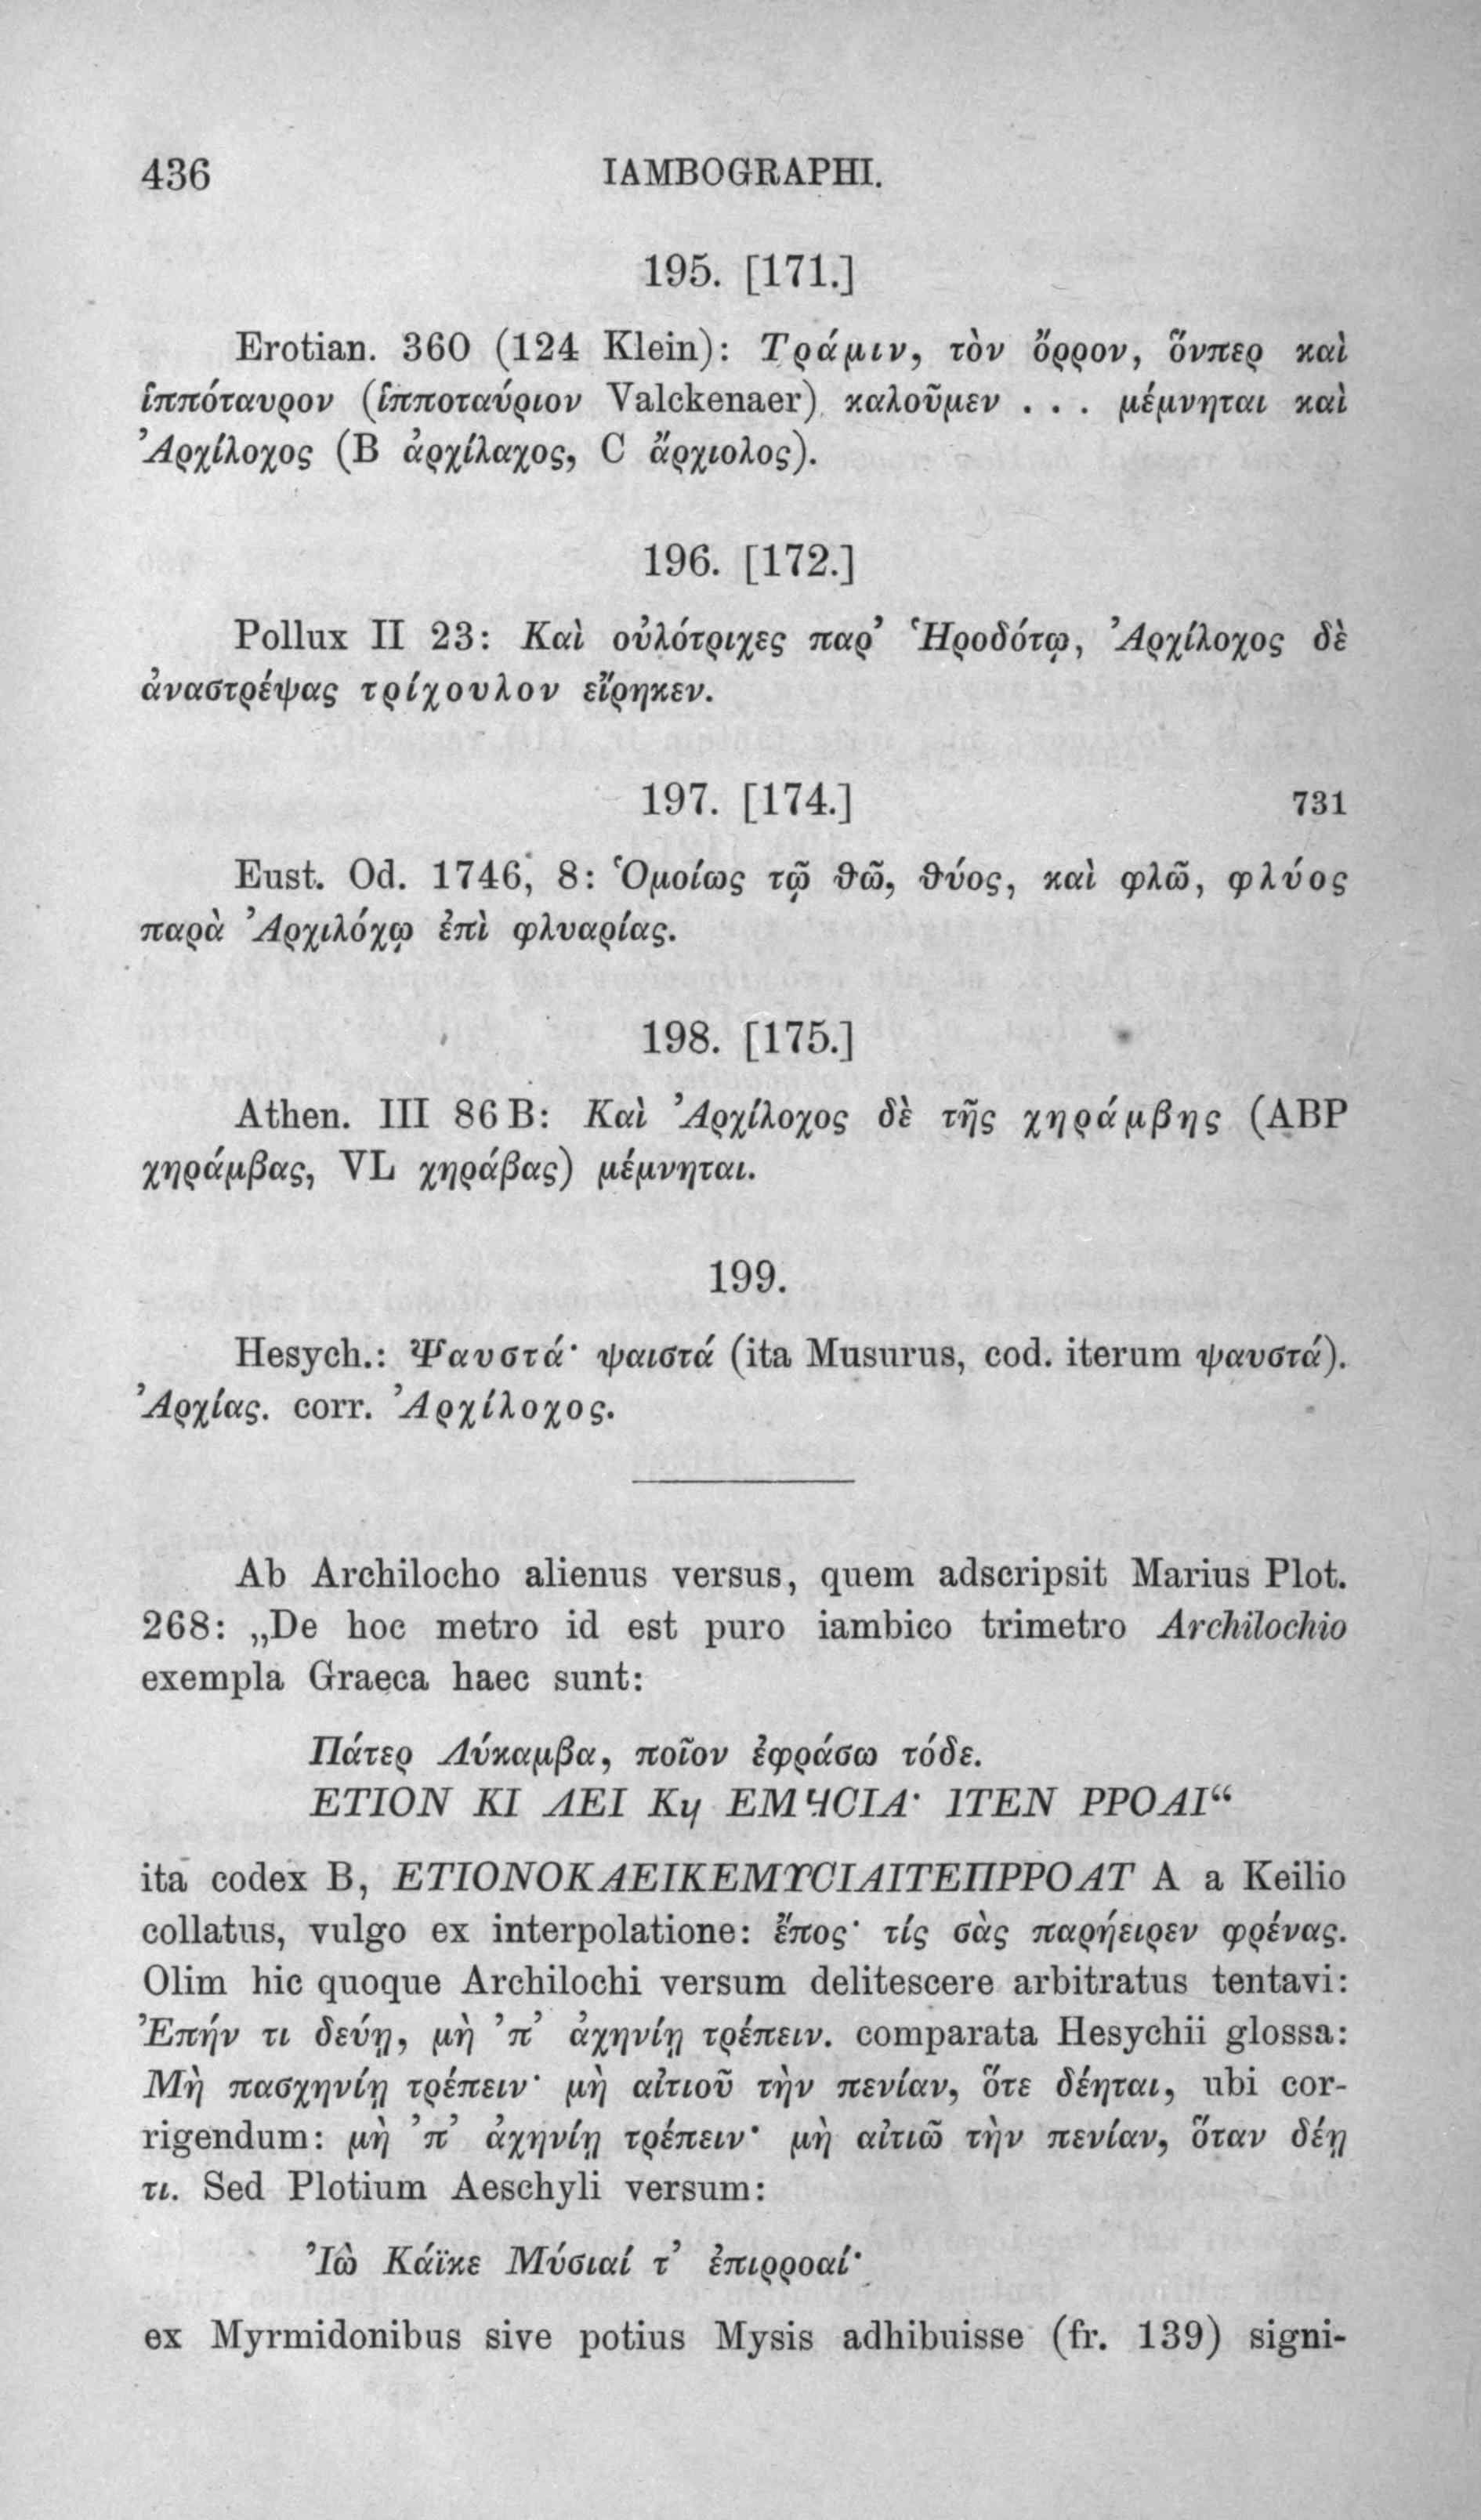 436 IAMBOGRAPHI.
195. [171.]
Erotian. 360 (124 Klein): Τράμιν, τὸν ὄρρον, ὅνπερ καὶ
ἱππόταυρον (ἱπποταύριον Valckenaer) καλοῦμεν . . . μέμνηται καὶ
Ἀρχίλοχος (B ἀρχίλαχος, C ἄρχιολος).
196. [172.]
Pollux II 23: Καὶ οὐλότριχες παρ’ Ἡροδότῳ, Ἀρχίλοχος δὲ
ἀναστρέψας τρίχουλον εἴρηκεν.
197. [174.] 731
Eust. Od. 1746, 8: Ὁμοίως τῷ θῶ, θύος, καὶ φλῶ, φλύος
παρὰ Ἀρχιλόχῳ ἐπὶ φλυαρίας.
198. [175.]
Athen. III 86 B: Καὶ Ἀρχίλοχος δὲ τῆς χηράμβης (ABP
χηράμβας, VL χηράβας) μέμνηται.
199.
Hesych.: Ψαυστά· ψαιστά (ita Musurus, cod. iterum ψαυστά).
Ἀρχίας. corr. Ἀρχίλοχος.
Ab Archilocho alienus versus, quem adscripsit Marius Plot.
268: „De hoc metro id est puro iambico trimetro Archilochio
exempla Graeca haec sunt:
Πάτερ Λύκαμβα, ποῖον ἐφράσω τόδε.
ΕΤΙΟΝ ΚΙ ΛΕΙ Κч ΕΜЧCΙΑ· ΙΤΕΝ ΡΡΟΑΙ“
ita codex B, ΕΤΙΟΝΟΚΛΕΙΚΕΜΥCΙΑΙΤΕΠΡΡΟΑΤ A a Keilio
collatus, vulgo ex interpolatione: ἔπος· τίς σὰς παρήειρεν φρένας.
Olim hic quoque Archilochi versum delitescere arbitratus tentavi:
Ἐπήν τι δεύῃ, μὴ ’π’ ἀχηνίῃ τρέπειν. comparata Hesychii glossa:
Μὴ πασχηνίῃ τρέπειν· μὴ αἰτιοῦ τὴν πενίαν, ὅτε δέηται, ubi cor-
rigendum: μὴ ’π’ ἀχηνίῃ τρέπειν· μὴ αἰτιῶ τὴν πενίαν, ὅταν δέῃ
τι. Sed Plotium Aeschyli versum:
Ἰὼ Κάϊκε Μύσιαί τ’ ἐπιρροαί·
ex Myrmidonibus sive potius Mysis adhibuisse (fr. 139) signi-